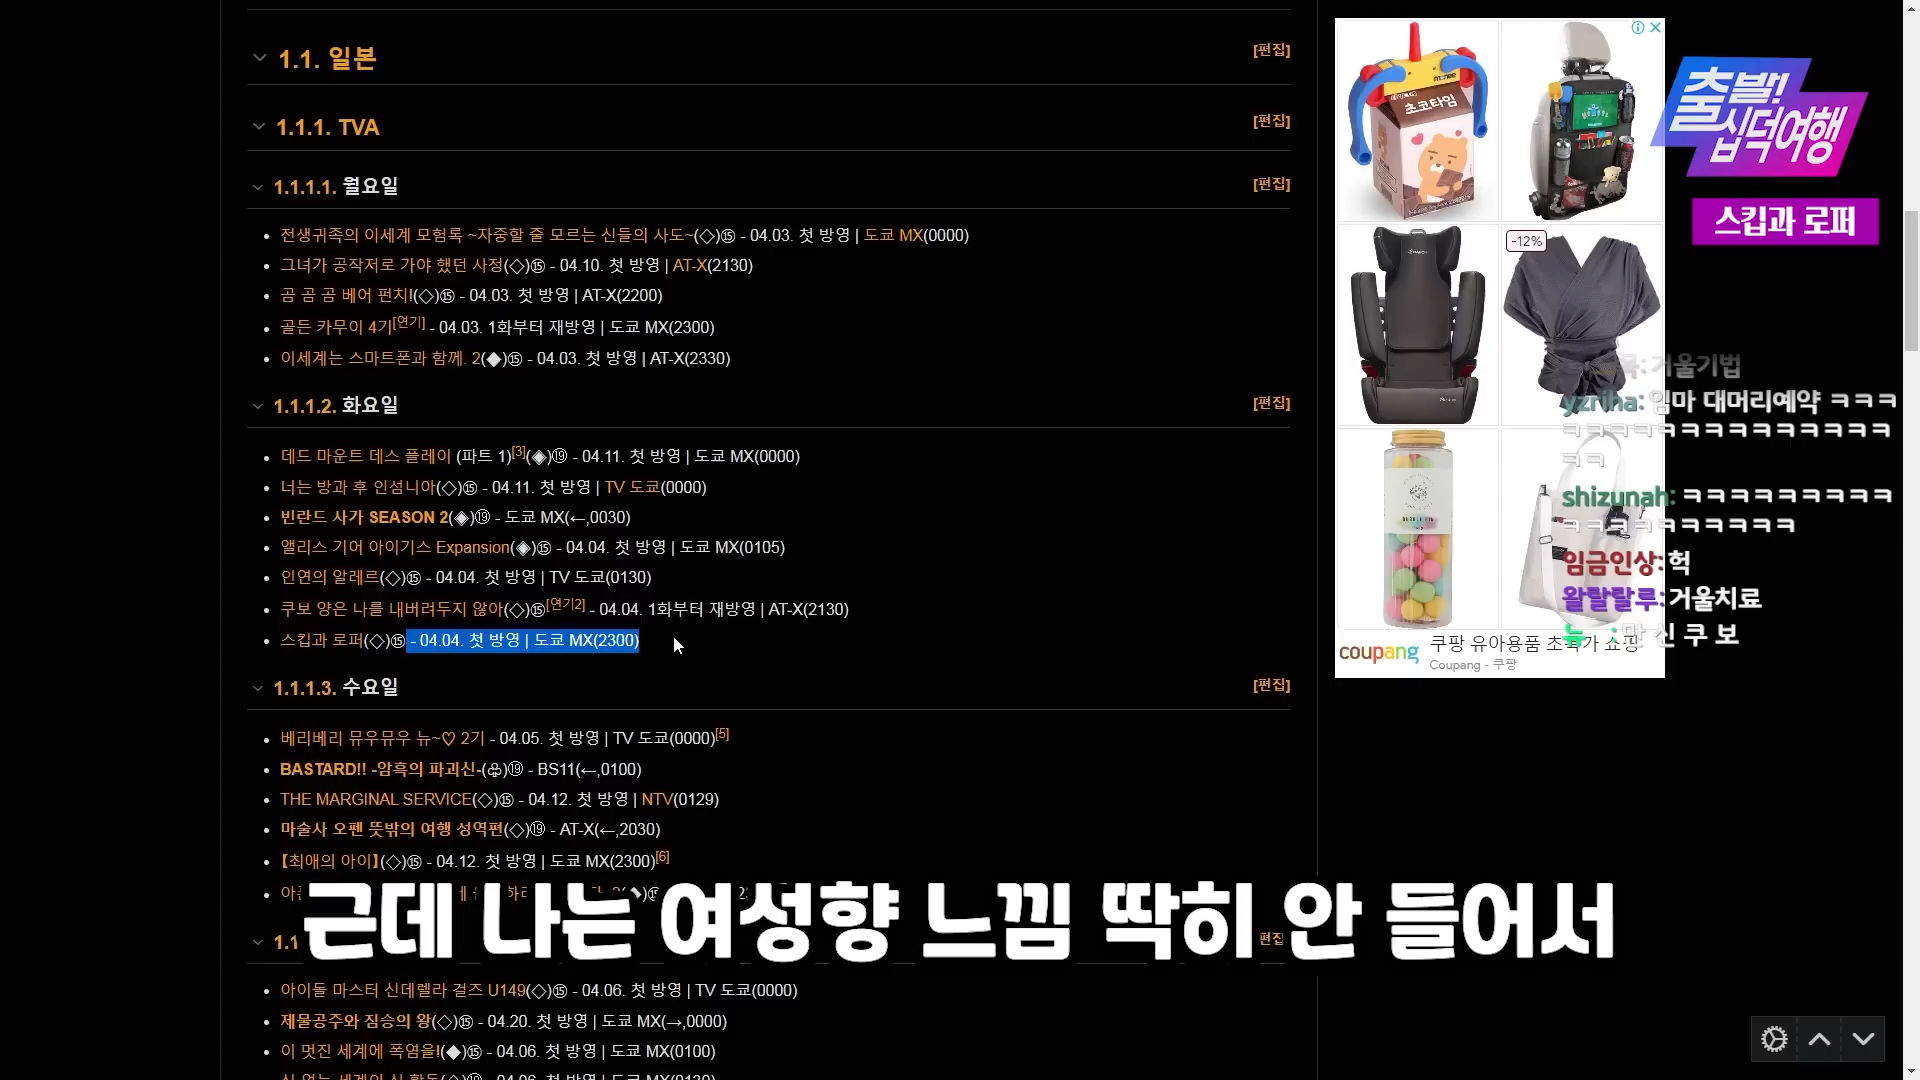 1.1. 일본 [편집]
1.1.1. TVA [편집]
1.1.1.1. 월요일 [편집]
전생귀족의 이세계 모험록 ~자중할 줄 모르는 신들의 사도~(◇)⑮ - 04.03. 첫 방영 | 도쿄 MX(0000)
그녀가 공작저로 가야 했던 사정(◇)⑮ - 04.10. 첫 방영 | AT-X(2130)
곰 곰 곰 베어 펀치!(◇)⑮ - 04.03. 첫 방영 | AT-X(2200)
골든 카무이 4기[연기] - 04.03. 1화부터 재방영 | 도쿄 MX(2300)
이세계는 스마트폰과 함께. 2(◆)⑮ - 04.03. 첫 방영 | AT-X(2330)
1.1.1.2. 화요일 [편집]
데드 마운트 데스 플레이 (파트 1)[3](◈)⑲ - 04.11. 첫 방영 | 도쿄 MX(0000)
너는 방과 후 인섬니아(◇)⑮ - 04.11. 첫 방영 | TV 도쿄(0000)
빈란드 사가 SEASON 2(◈)⑲ - 도쿄 MX(←,0030)
앨리스 기어 아이기스 Expansion(◈)⑮ - 04.04. 첫 방영 | 도쿄 MX(0105)
인연의 알레르(◇)⑮ - 04.04. 첫 방영 | TV 도쿄(0130)
쿠보 양은 나를 내버려두지 않아(◇)⑮[연기2] - 04.04. 1화부터 재방영 | AT-X(2130)
스킵과 로퍼(◇)⑮ - 04.04. 첫 방영 | 도쿄 MX(2300)
1.1.1.3. 수요일 [편집]
베리베리 뮤우뮤우 뉴~♡ 2기 - 04.05. 첫 방영 | TV 도쿄(0000)[5]
BASTARD!! -암흑의 파괴신-(♧)⑲ - BS11(←,0100)
THE MARGINAL SERVICE(◇)⑮ - 04.12. 첫 방영 | NTV(0129)
마술사 오펜 뜻밖의 여행 성역편(◇)⑲ - AT-X(←,2030)
【최애의 아이】(◇)⑮ - 04.12. 첫 방영 | 도쿄 MX(2300)[6]
근데 나는 여성향 느낌 딱히 안 들어서
아이돌 마스터 신데렐라 걸즈 U149(◇)⑮ - 04.06. 첫 방영 | TV 도쿄(0000)
제물공주와 짐승의 왕(◇)⑮ - 04.20. 첫 방영 | 도쿄 MX(→,0000)
이 멋진 세계에 폭염을!(◆)⑮ - 04.06. 첫 방영 | 도쿄 MX(0100)
monee
초코타임
-12%
coupang
쿠팡 유아용품 초특가 쇼핑
Coupang - 쿠팡
출발!
십덕여행
스킵과 로퍼
거울기법
yzriha: 임마 대머리예약 ㅋㅋㅋ
ㅋㅋㅋㅋㅋㅋㅋㅋㅋㅋㅋㅋㅋㅋ
ㅋㅋ
shizunah: ㅋㅋㅋㅋㅋㅋㅋㅋㅋ
ㅋㅋㅋㅋㅋㅋㅋㅋㅋㅋ
임금인상: 헉
왈랄랄루: 거울치료
뉴 : 만 신 쿠 보